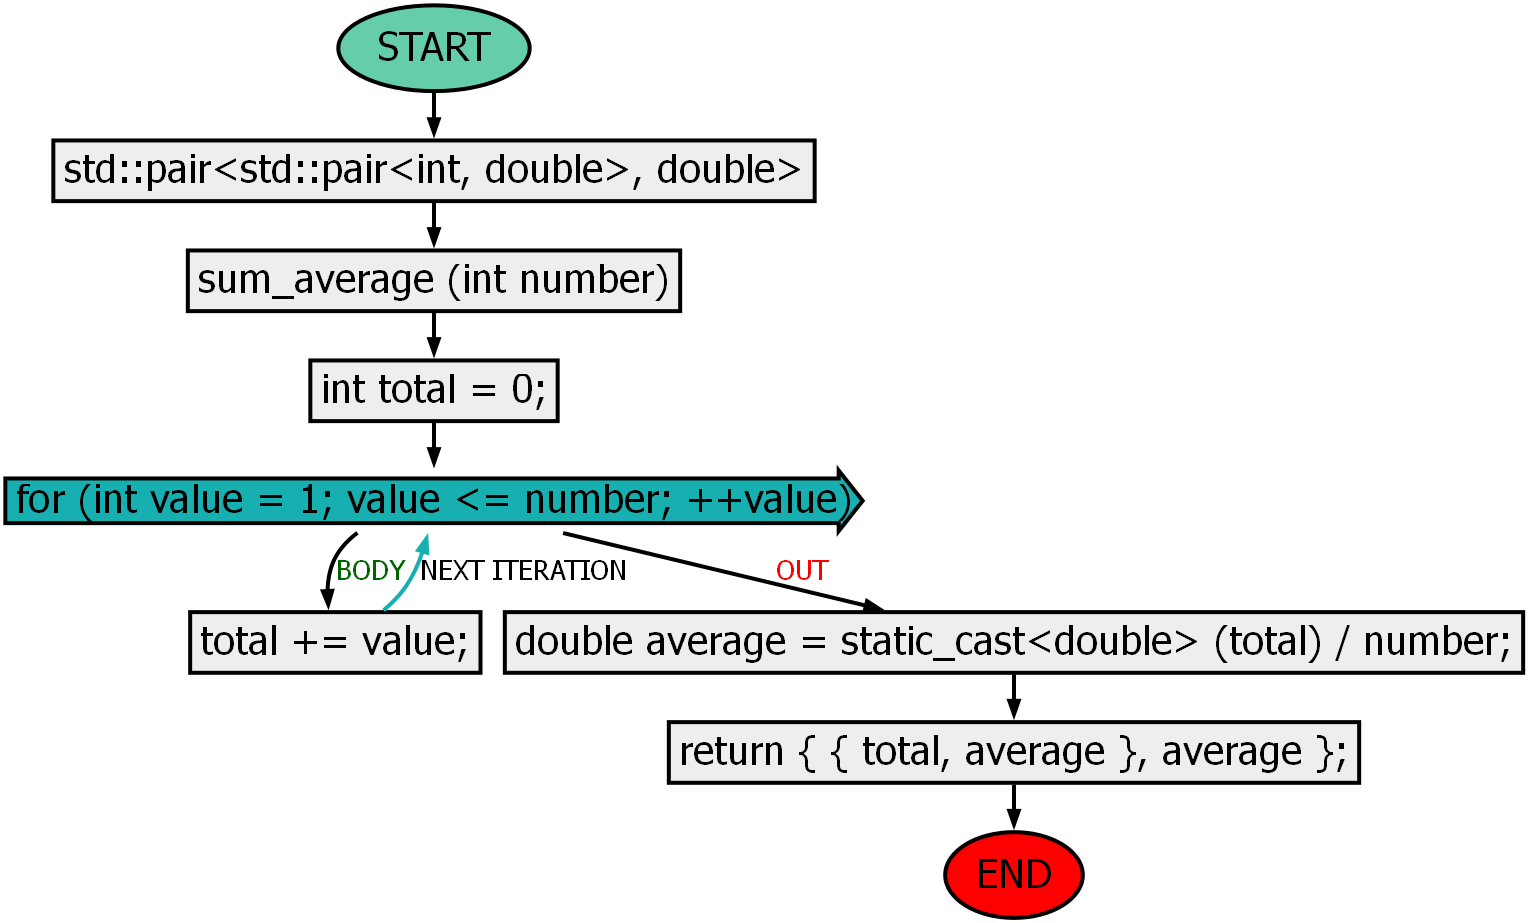 START
std::pair<std::pair<int, double>, double>
sum_average (int number)
int total = 0;
for (int value = 1; value <= number; ++value)
BODY
NEXT ITERATION
OUT
total += value;
double average = static_cast<double> (total) / number;
return { { total, average }, average };
END